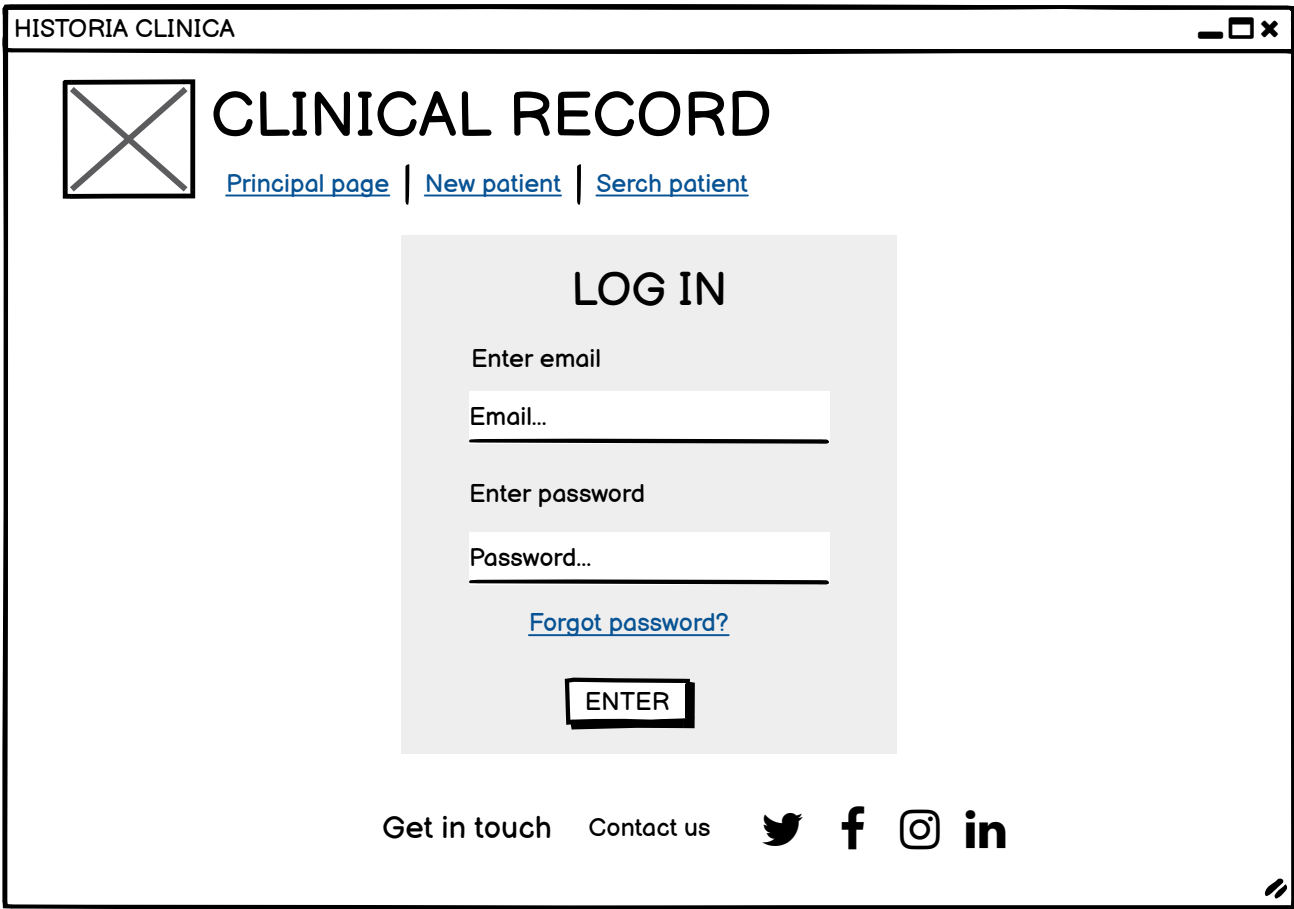 HISTORIA CLINICA
CLINICAL RECORD
Principal page New patient Serch patient
LOG IN
Enter email
Email...
Enter password
Password...
Forgot password?
ENTER
Get in touch Contact us